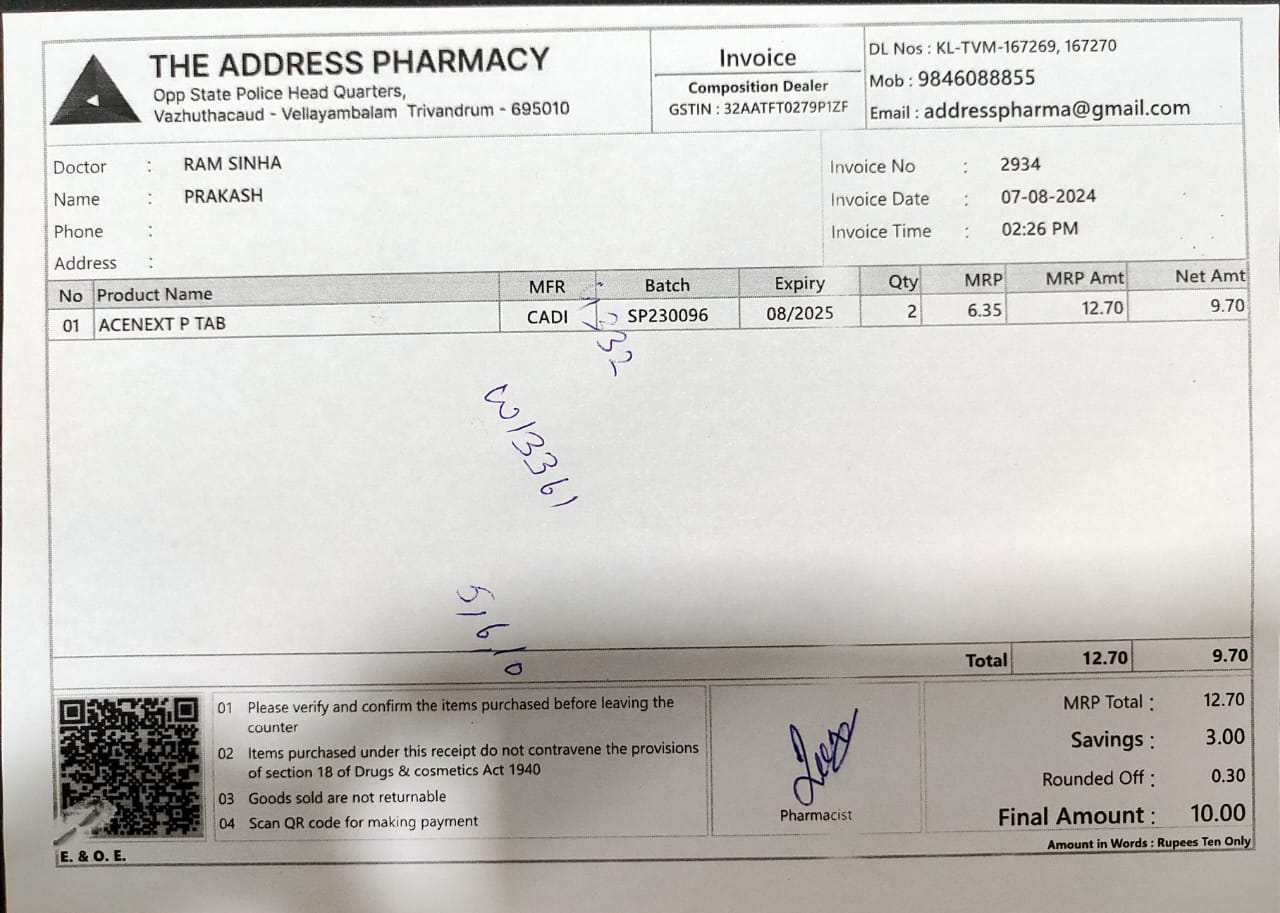 THE ADDRESS PHARMACY
Opp State Police Head Quarters,
Vazhuthacaud - Vellayambalam Trivandrum - 695010
Invoice
Composition Dealer
GSTIN : 32AATFT0279P1ZF
DL Nos : KL-TVM-167269, 167270
Mob : 9846088855
Email : addresspharma@gmail.com
Doctor : RAM SINHA
Name : PRAKASH
Phone :
Address :
Invoice No : 2934
Invoice Date : 07-08-2024
Invoice Time : 02:26 PM
No Product Name MFR Batch Expiry Qty MRP MRP Amt Net Amt
01 ACENEXT P TAB CADI SP230096 08/2025 2 6.35 12.70 9.70
W13361
51610
Total 12.70 9.70
01 Please verify and confirm the items purchased before leaving the
counter
02 Items purchased under this receipt do not contravene the provisions
of section 18 of Drugs & cosmetics Act 1940
03 Goods sold are not returnable
04 Scan QR code for making payment
E. & O. E.
Pharmacist
MRP Total : 12.70
Savings : 3.00
Rounded Off : 0.30
Final Amount : 10.00
Amount in Words : Rupees Ten Only